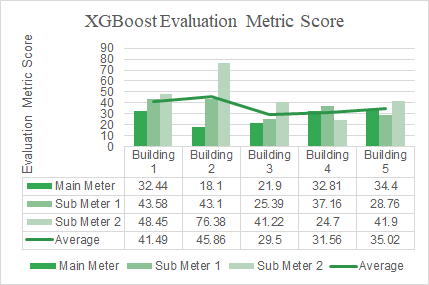 XGBoost Evaluation Metric Score
Evaluation Metric Score
90
80
70
60
50
40
30
20
10
0
Building 1 Building 2 Building 3 Building 4 Building 5
Main Meter 32.44 18.1 21.9 32.81 34.4
Sub Meter 1 43.58 43.1 25.39 37.16 28.76
Sub Meter 2 48.45 76.38 41.22 24.7 41.9
Average 41.49 45.86 29.5 31.56 35.02
Main Meter Sub Meter 1 Sub Meter 2 Average